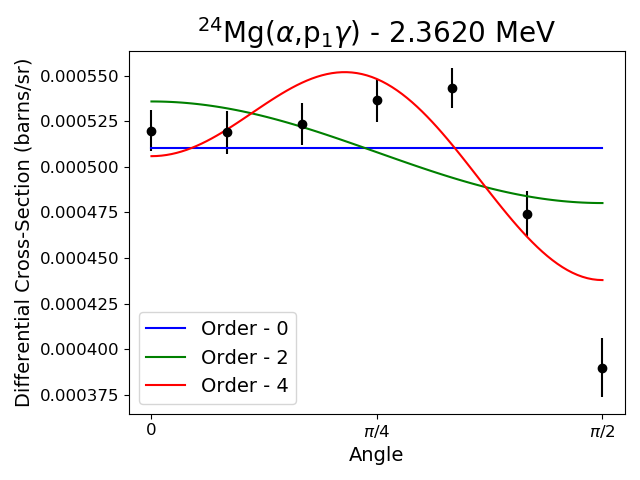 ²⁴Mg(α,p₁γ) - 2.3620 MeV
Differential Cross-Section (barns/sr)
0.000550
0.000525
0.000500
0.000475
0.000450
0.000425
0.000400
0.000375
Order - 0
Order - 2
Order - 4
0
π/4
π/2
Angle